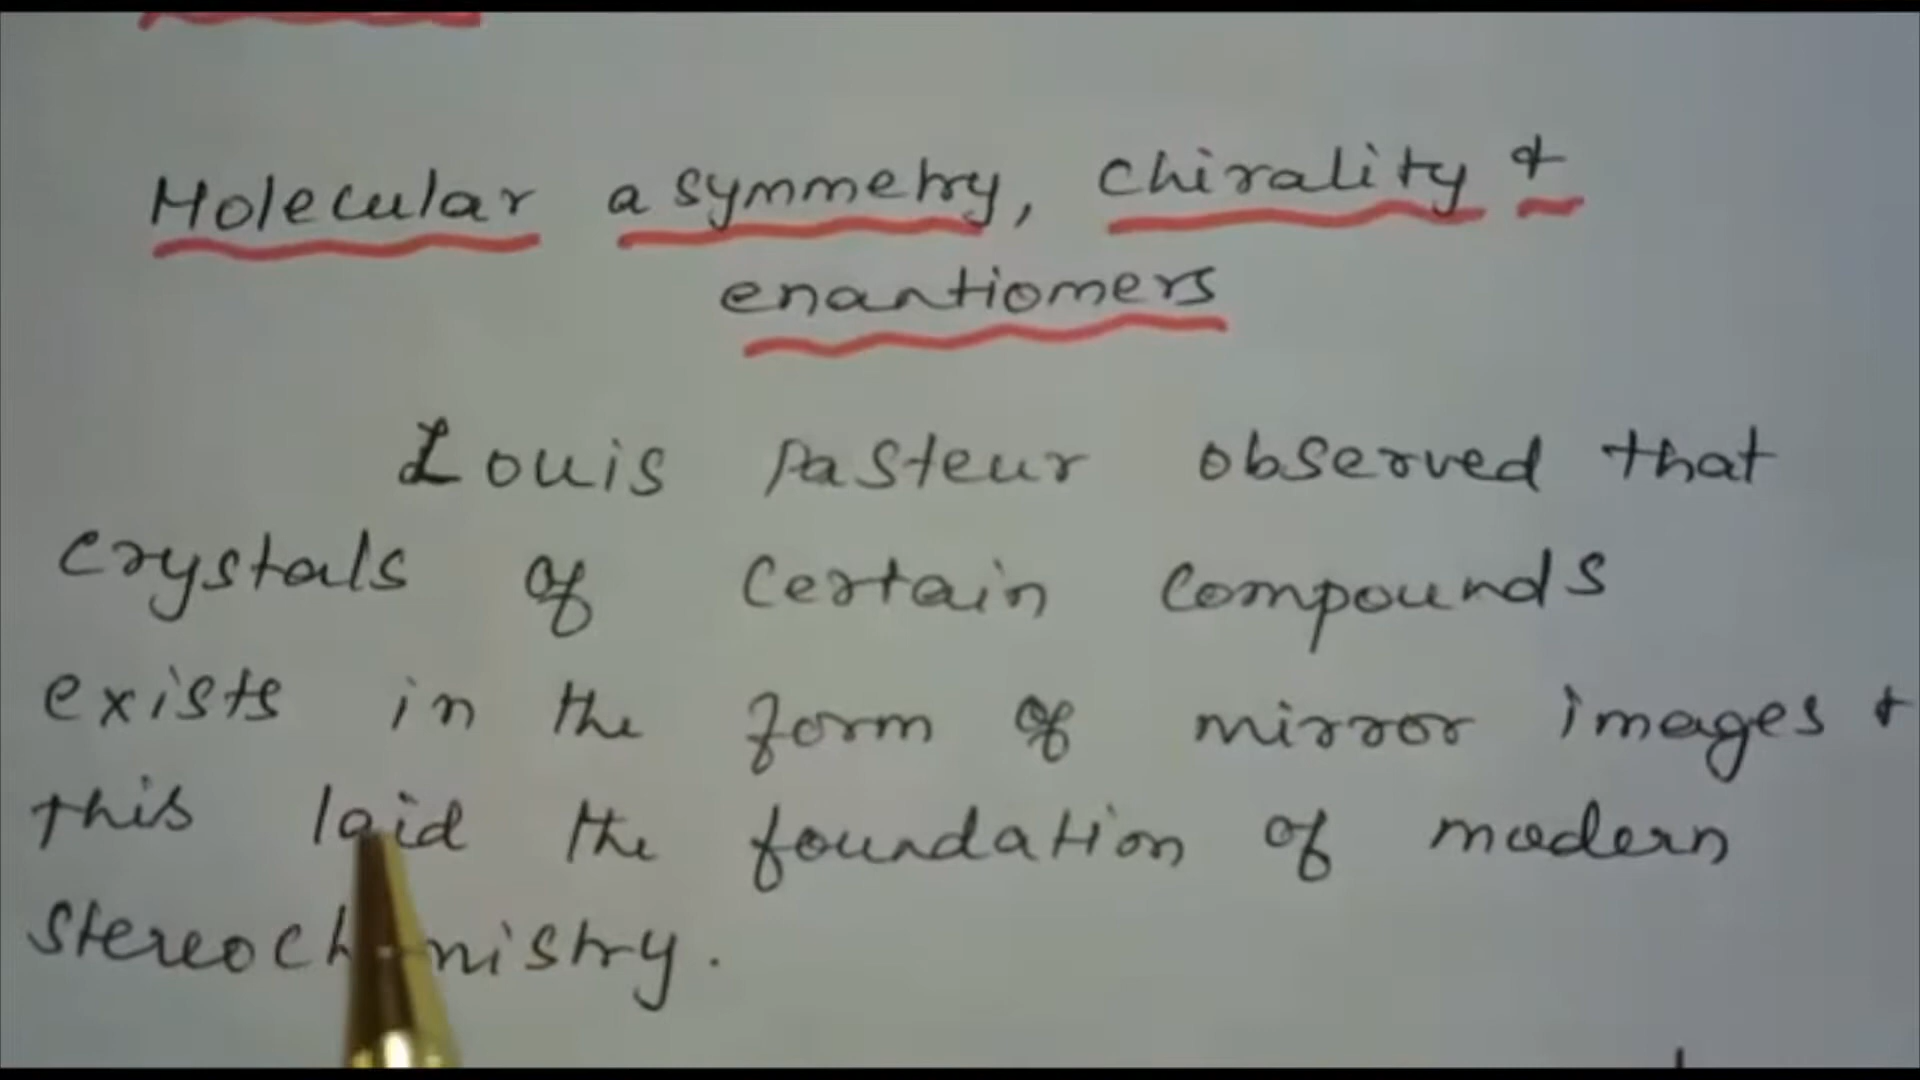 Molecular asymmetry, chirality &
enantiomers
Louis Pasteur observed that
crystals of certain compounds
exists in the form of mirror images &
this laid the foundation of modern
stereochemistry.